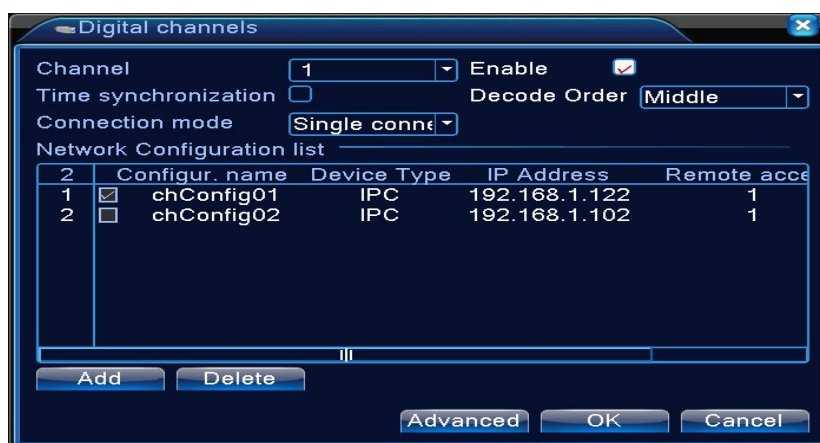 Digital channels
Channel 1 Enable
Time synchronization Decode Order Middle
Connection mode Single conne
Network Configuration list
2 Configur. name Device Type IP Address Remote acce
1 chConfig01 IPC 192.168.1.122 1
2 chConfig02 IPC 192.168.1.102 1
Add Delete
Advanced OK Cancel